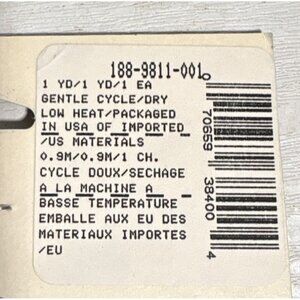 188-9811-001
1 YD/1 YD/1 EA
GENTLE CYCLE/DRY
LOW HEAT/PACKAGED
IN USA OF IMPORTED
/US MATERIALS
0.9M/0.9M/1 CH.
CYCLE DOUX/SECHAGE
A LA MACHINE A
BASSE TEMPERATURE
EMBALLE AUX EU DES
MATERIAUX IMPORTES
/EU
0 70659 38400 4